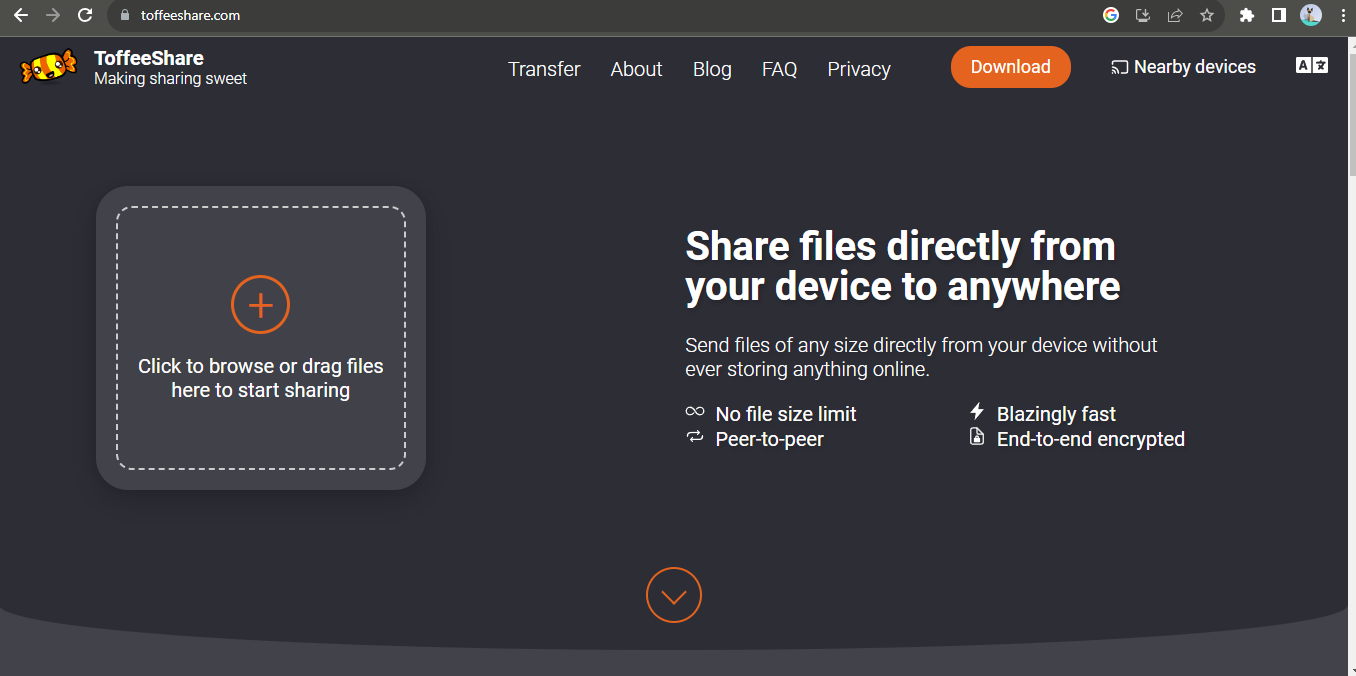 toffeeshare.com
ToffeeShare
Making sharing sweet
Transfer
About
Blog
FAQ
Privacy
Download
Nearby devices
A文
Click to browse or drag files
here to start sharing
Share files directly from
your device to anywhere
Send files of any size directly from your device without
ever storing anything online.
No file size limit
Blazingly fast
Peer-to-peer
End-to-end encrypted